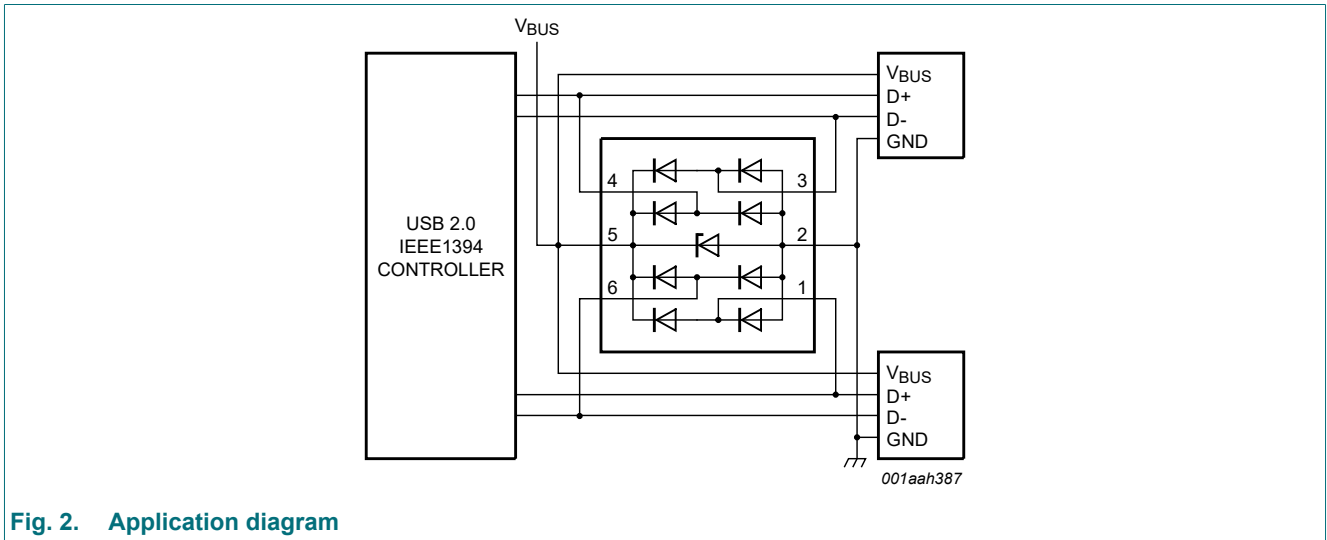 VBUS
VBUS
D+
D-
GND
4
3
USB 2.0
IEEE1394
CONTROLLER
5
2
6
1
VBUS
D+
D-
GND
001aah387
Fig. 2. Application diagram